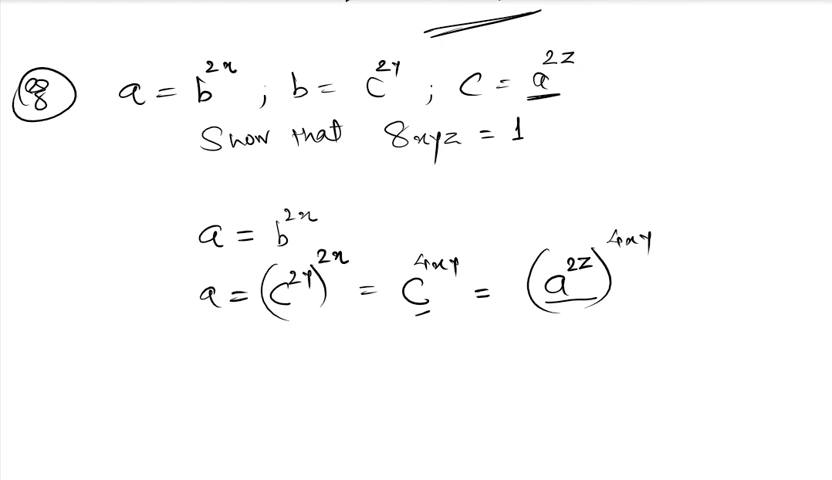 8 a = b^{2x} ; b = c^{2y} ; c = a^{2z}
Show that 8xyz = 1
a = b^{2x}
a = (c^{2y})^{2x} = c^{4xy} = (a^{2z})^{4xy}